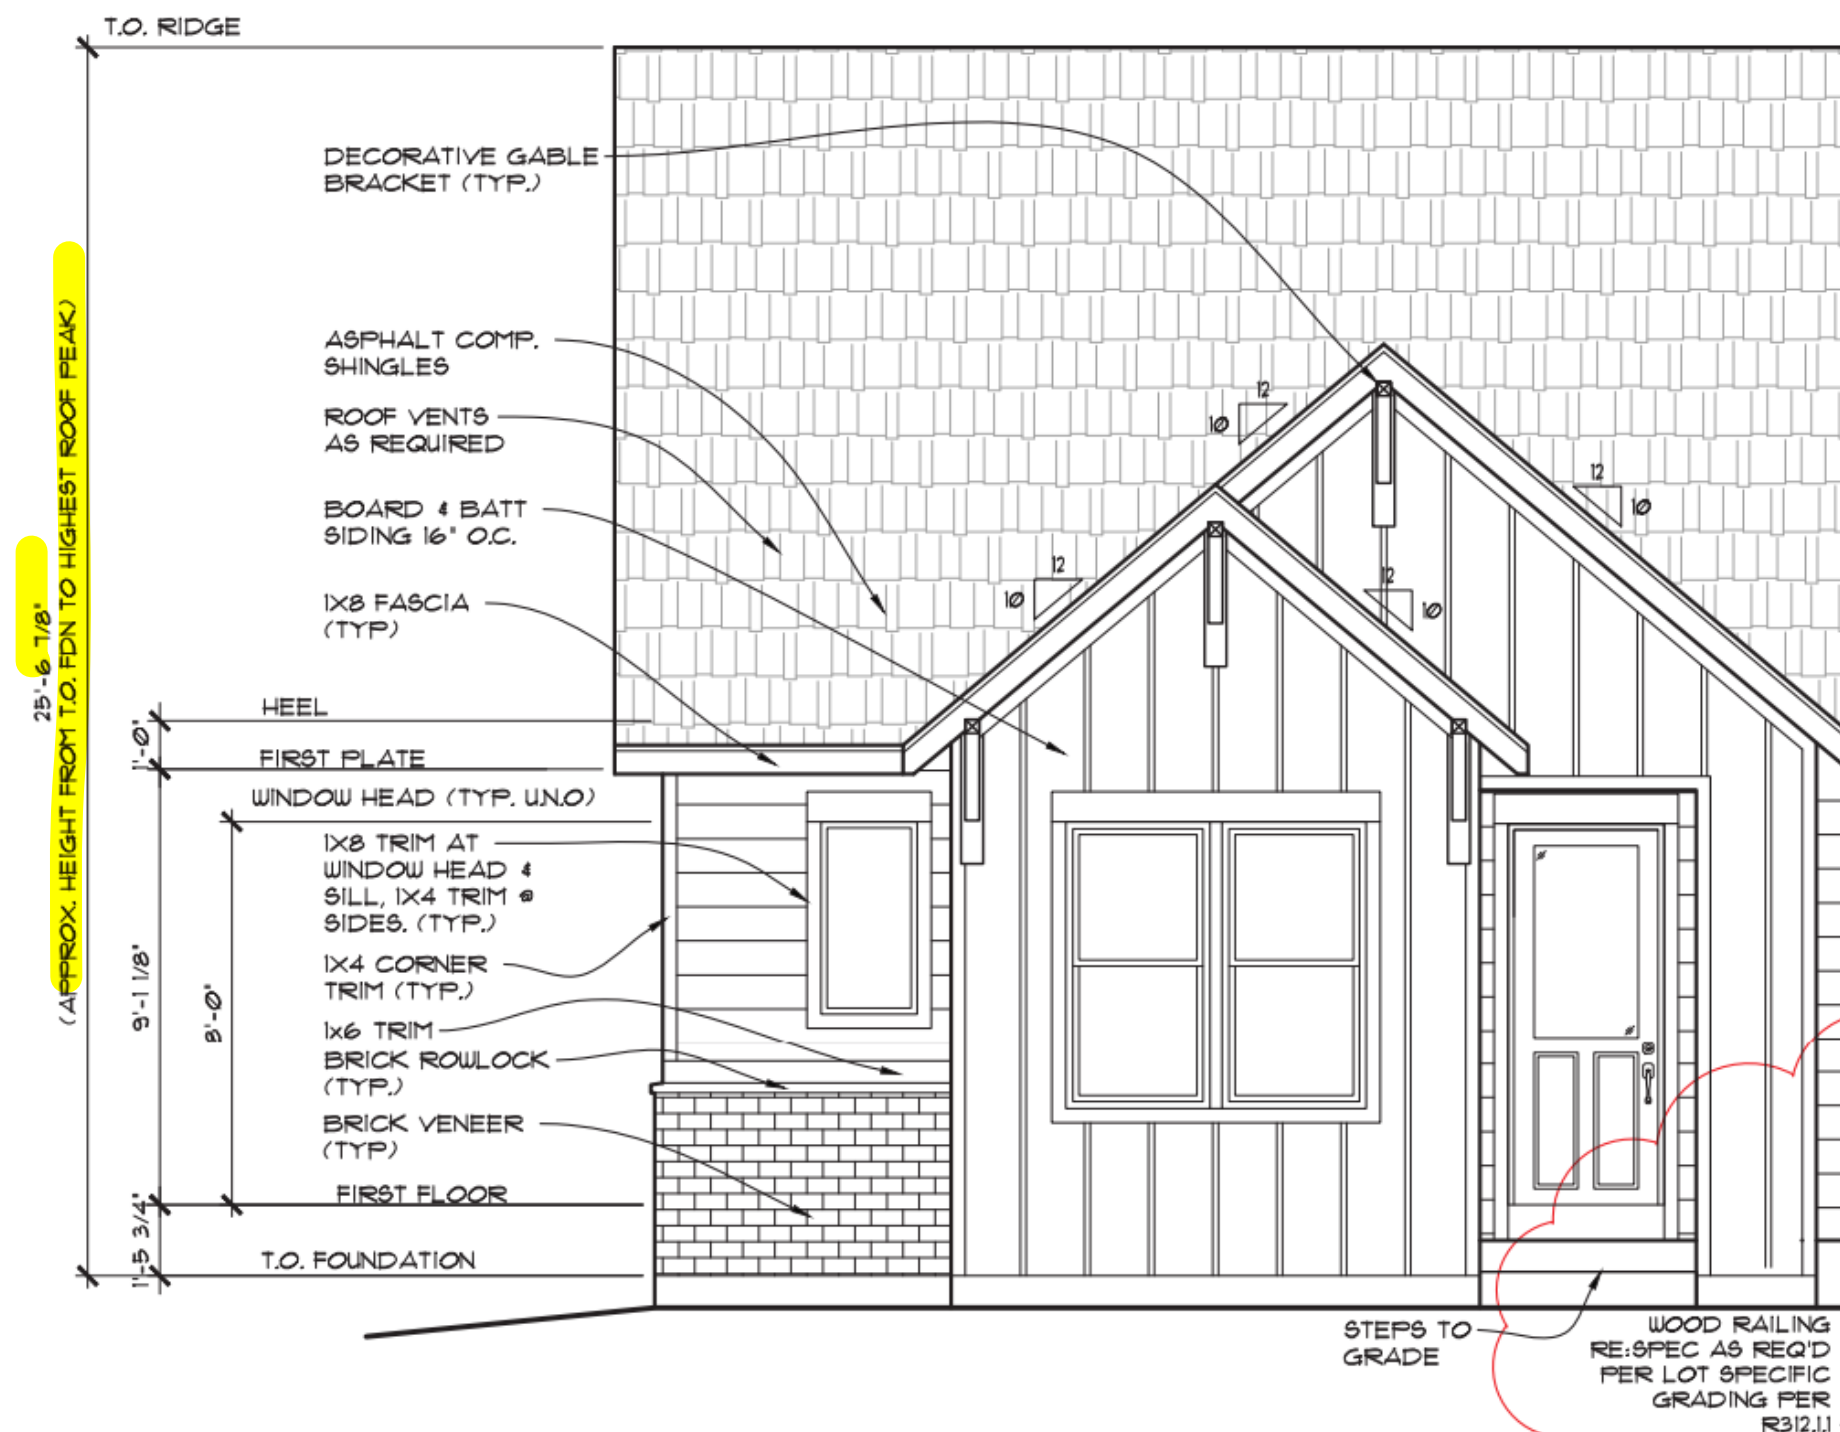 T.O. RIDGE
DECORATIVE GABLE
BRACKET (TYP.)
ASPHALT COMP.
SHINGLES
ROOF VENTS
AS REQUIRED
BOARD & BATT
SIDING 16" O.C.
1X8 FASCIA
(TYP)
HEEL
FIRST PLATE
WINDOW HEAD (TYP. U.N.O)
1X8 TRIM AT
WINDOW HEAD &
SILL, 1X4 TRIM @
SIDES. (TYP.)
1X4 CORNER
TRIM (TYP.)
1x6 TRIM
BRICK ROWLOCK
(TYP.)
BRICK VENEER
(TYP)
FIRST FLOOR
T.O. FOUNDATION
25'-6 7/8"
(APPROX. HEIGHT FROM T.O. FDN TO HIGHEST ROOF PEAK)
1'-0"
9'-1 1/8"
8'-0"
1'-5 3/4"
12
10
12
10
12
10
12
10
STEPS TO
GRADE
WOOD RAILING
RE:SPEC AS REQ'D
PER LOT SPECIFIC
GRADING PER
R312.1.1